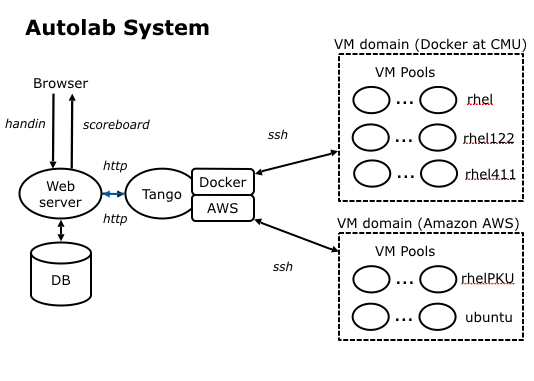 Autolab System
VM domain (Docker at CMU)
VM Pools
... rhel
... rhel122
... rhel411
Browser
handin
scoreboard
http
ssh
Web
server
Tango
Docker
AWS
http
DB
ssh
VM domain (Amazon AWS)
VM Pools
... rhelPKU
... ubuntu